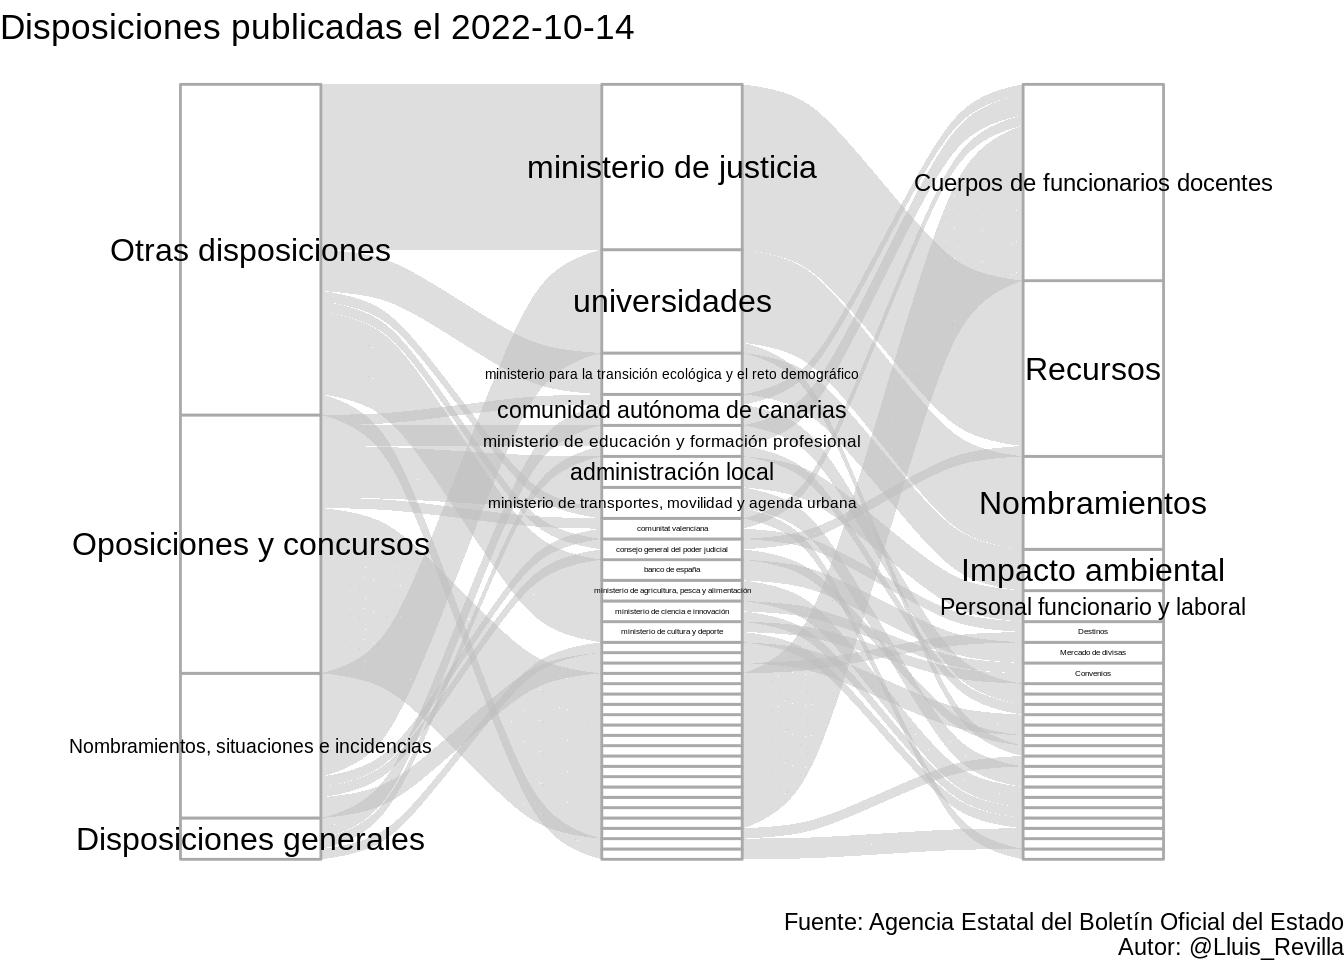 Disposiciones publicadas el 2022-10-14
Otras disposiciones
Oposiciones y concursos
Nombramientos, situaciones e incidencias
Disposiciones generales
ministerio de justicia
universidades
ministerio para la transición ecológica y el reto demográfico
comunidad autónoma de canarias
ministerio de educación y formación profesional
administración local
ministerio de transportes, movilidad y agenda urbana
comunitat valenciana
consejo general del poder judicial
banco de españa
ministerio de agricultura, pesca y alimentación
ministerio de ciencia e innovación
ministerio de cultura y deporte
Cuerpos de funcionarios docentes
Recursos
Nombramientos
Impacto ambiental
Personal funcionario y laboral
Destinos
Mercado de divisas
Convenios
Fuente: Agencia Estatal del Boletín Oficial del Estado
Autor: @Lluis_Revilla